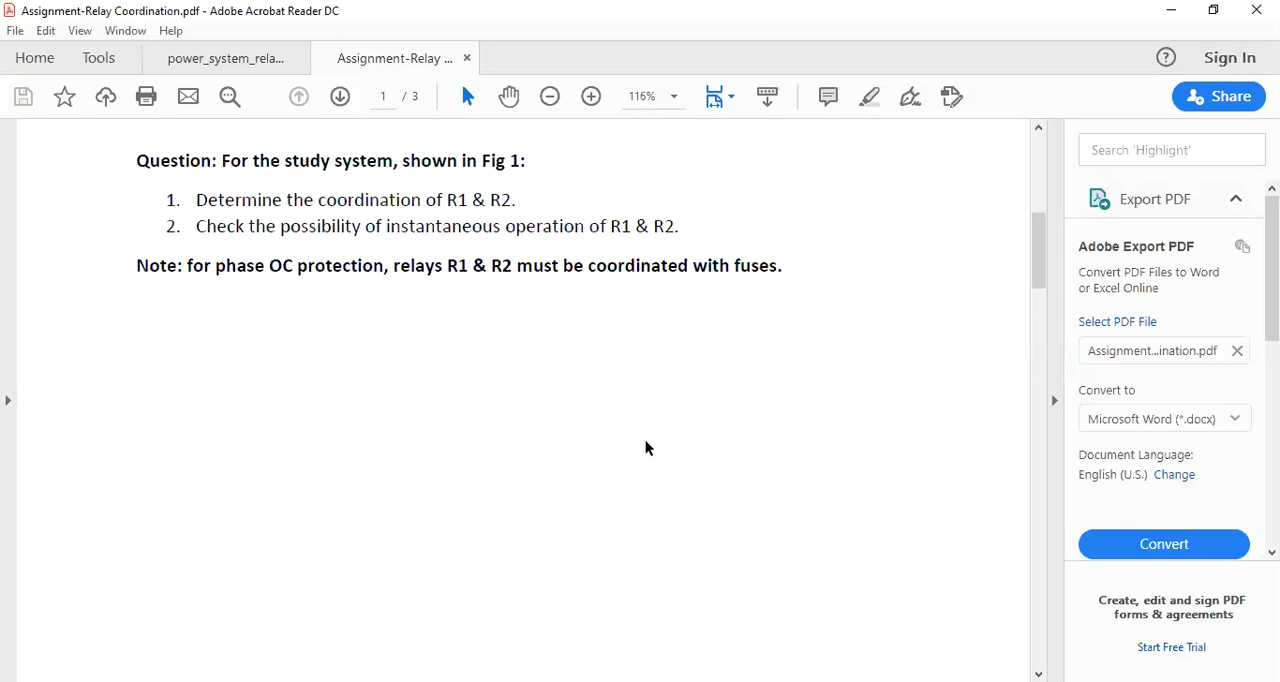 Assignment-Relay Coordination.pdf - Adobe Acrobat Reader DC
File Edit View Window Help
Home Tools power_system_rela... Assignment-Relay ... × ? Sign In
1 / 3 116% Share
Question: For the study system, shown in Fig 1:
1. Determine the coordination of R1 & R2.
2. Check the possibility of instantaneous operation of R1 & R2.
Note: for phase OC protection, relays R1 & R2 must be coordinated with fuses.
Search 'Highlight'
Export PDF
Adobe Export PDF
Convert PDF Files to Word
or Excel Online
Select PDF File
Assignment...ination.pdf
Convert to
Microsoft Word (*.docx)
Document Language:
English (U.S.) Change
Convert
Create, edit and sign PDF
forms & agreements
Start Free Trial